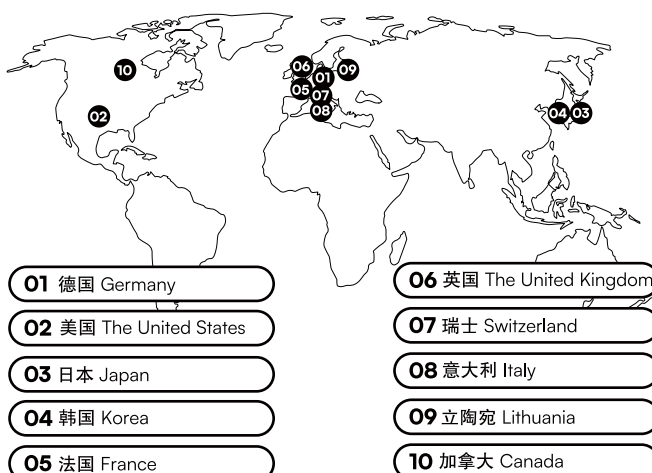 10
06
09
01
05
07
02
08
04
03
01 德国 Germany
02 美国 The United States
03 日本 Japan
04 韩国 Korea
05 法国 France
06 英国 The United Kingdom
07 瑞士 Switzerland
08 意大利 Italy
09 立陶宛 Lithuania
10 加拿大 Canada